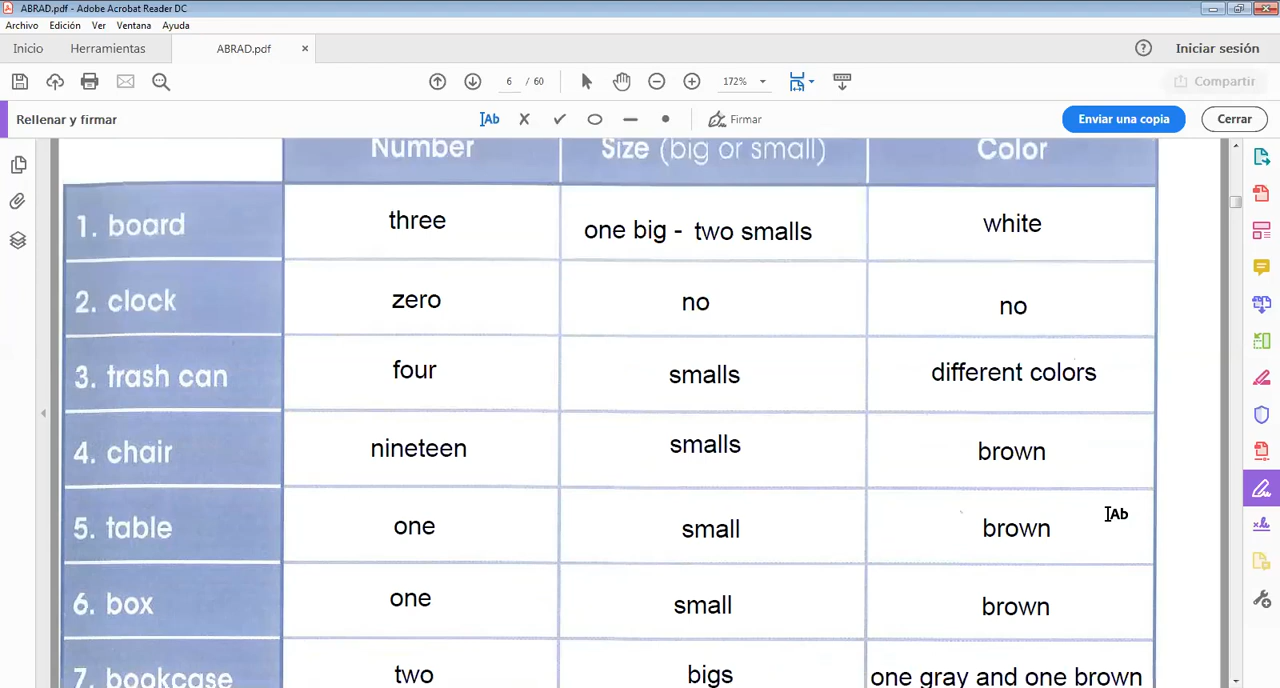 ABRAD.pdf - Adobe Acrobat Reader DC
Archivo Edición Ver Ventana Ayuda
Inicio Herramientas ABRAD.pdf × Iniciar sesión
6 / 60 172% Compartir
Rellenar y firmar Ab Firmar Enviar una copia Cerrar
Number Size (big or small) Color
1. board three one big - two smalls white
2. clock zero no no
3. trash can four smalls different colors
4. chair nineteen smalls brown
5. table one small brown Ab
6. box one small brown
7. bookcase two bigs one gray and one brown